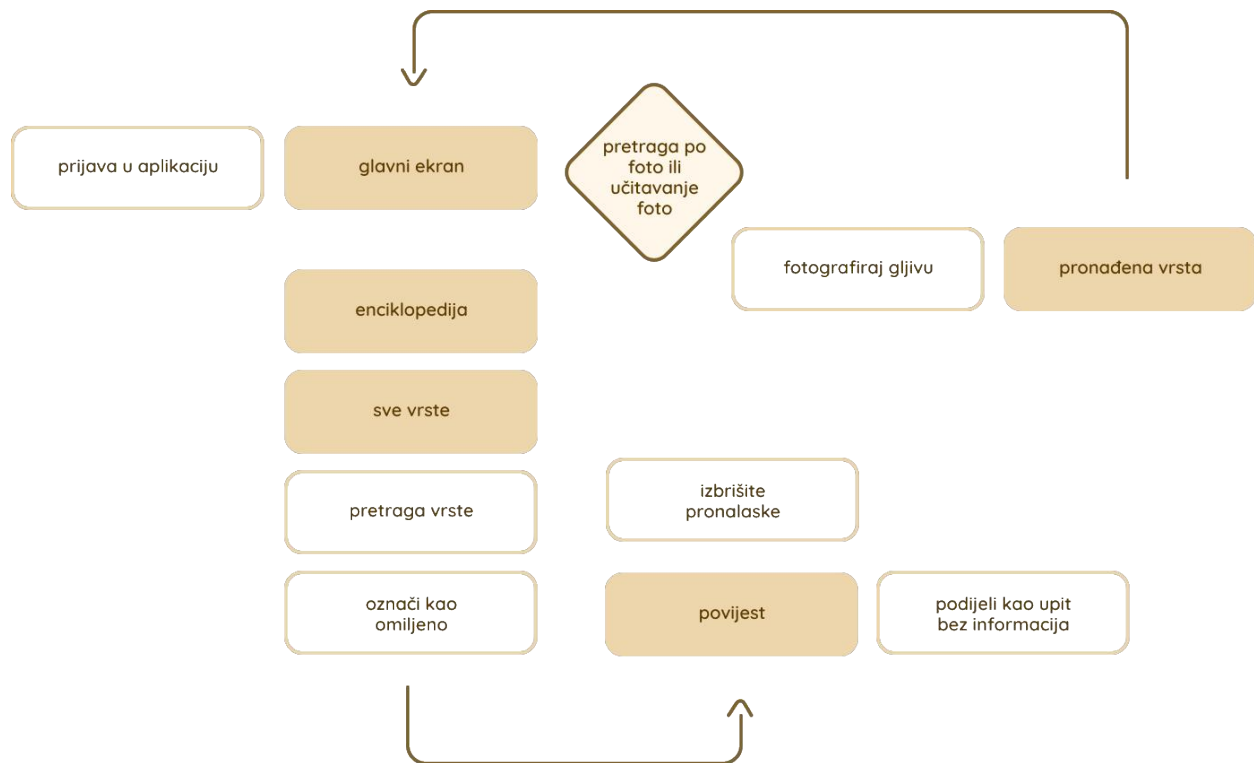 prijava u aplikaciju
glavni ekran
pretraga po
foto ili
učitavanje
foto
fotografiraj gljivu
pronađena vrsta
enciklopedija
sve vrste
pretraga vrste
izbrišite
pronalaske
označi kao
omiljeno
povijest
podijeli kao upit
bez informacija